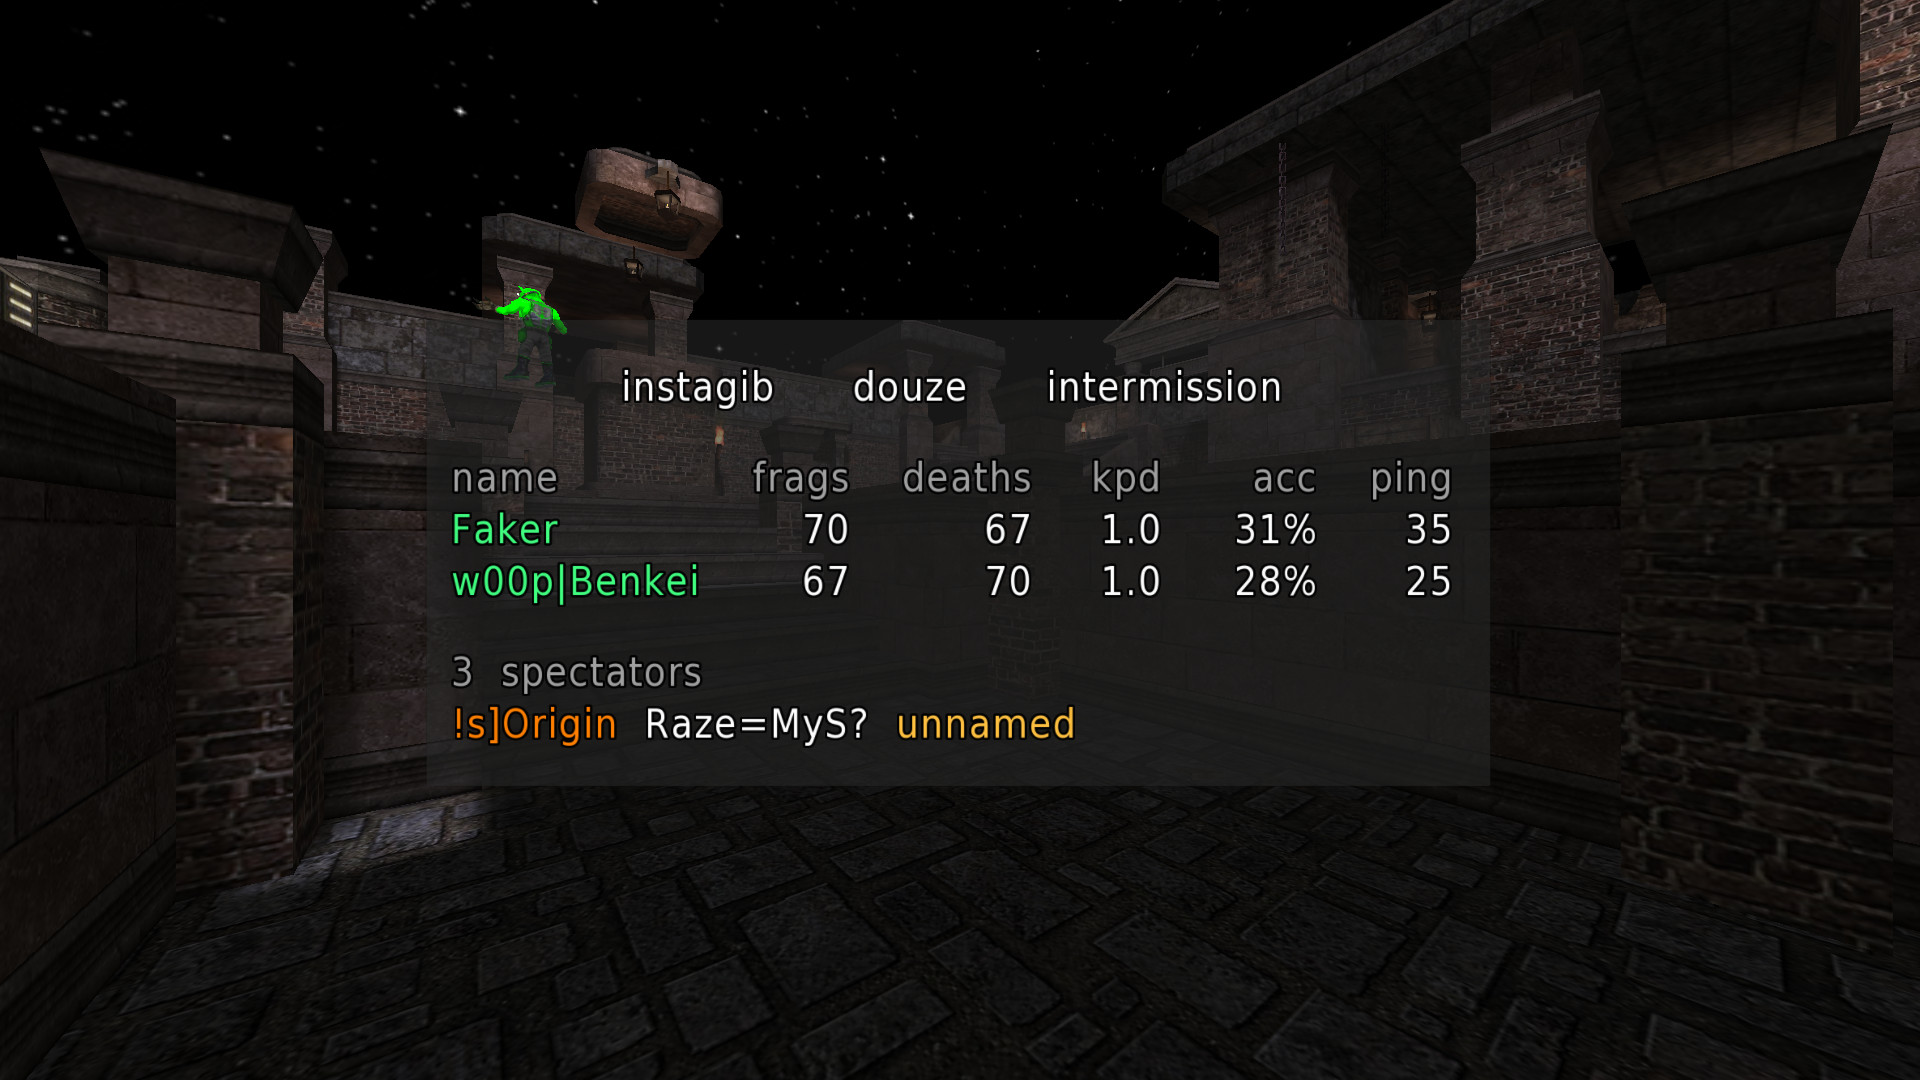 instagib douze intermission
name frags deaths kpd acc ping
Faker 70 67 1.0 31% 35
w00p|Benkei 67 70 1.0 28% 25
3 spectators
!s]Origin Raze=MyS? unnamed